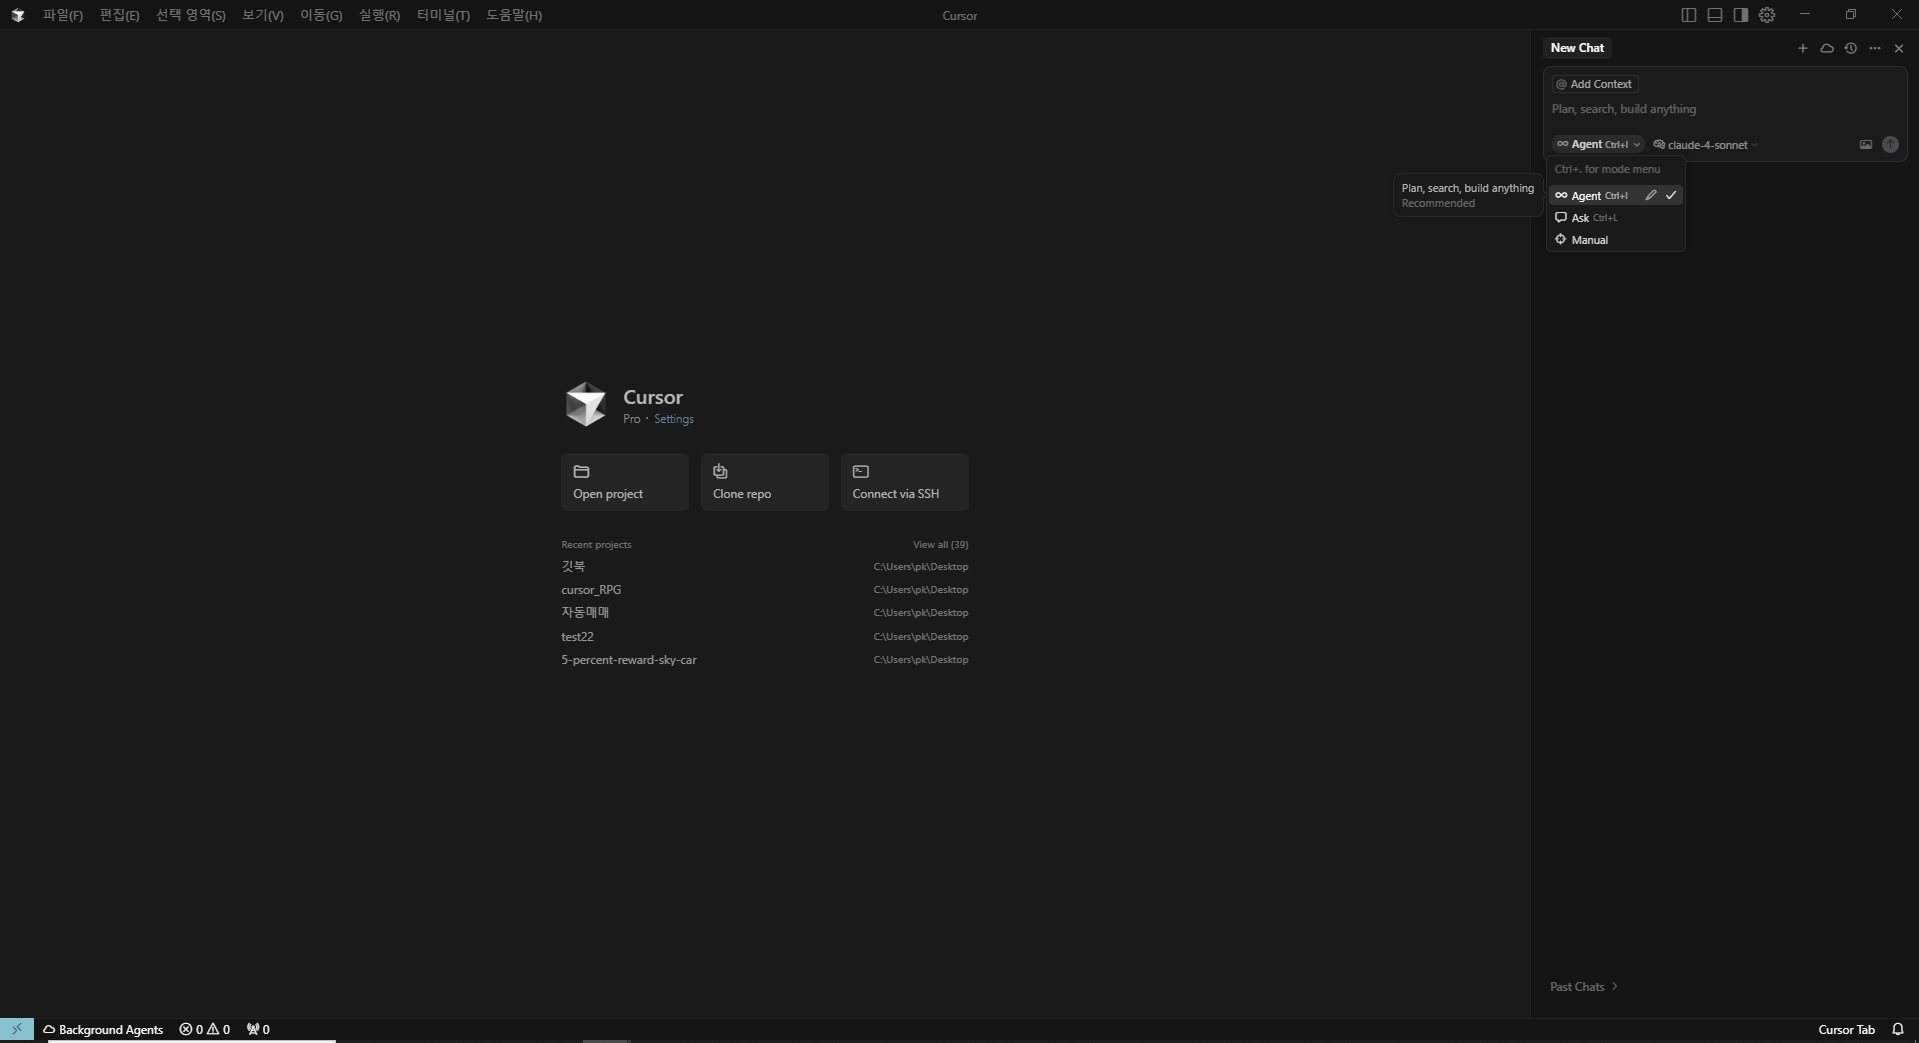 파일(F) 편집(E) 선택 영역(S) 보기(V) 이동(G) 실행(R) 터미널(T) 도움말(H)
Cursor
New Chat
@ Add Context
Plan, search, build anything
Agent Ctrl+I claude-4-sonnet
Ctrl+. for mode menu
Plan, search, build anything
Recommended
Agent Ctrl+I
Ask Ctrl+L
Manual
Cursor
Pro · Settings
Open project
Clone repo
Connect via SSH
Recent projects View all (39)
깃북 C:\Users\pk\Desktop
cursor_RPG C:\Users\pk\Desktop
자동매매 C:\Users\pk\Desktop
test22 C:\Users\pk\Desktop
5-percent-reward-sky-car C:\Users\pk\Desktop
Past Chats
Background Agents 0 0 0
Cursor Tab